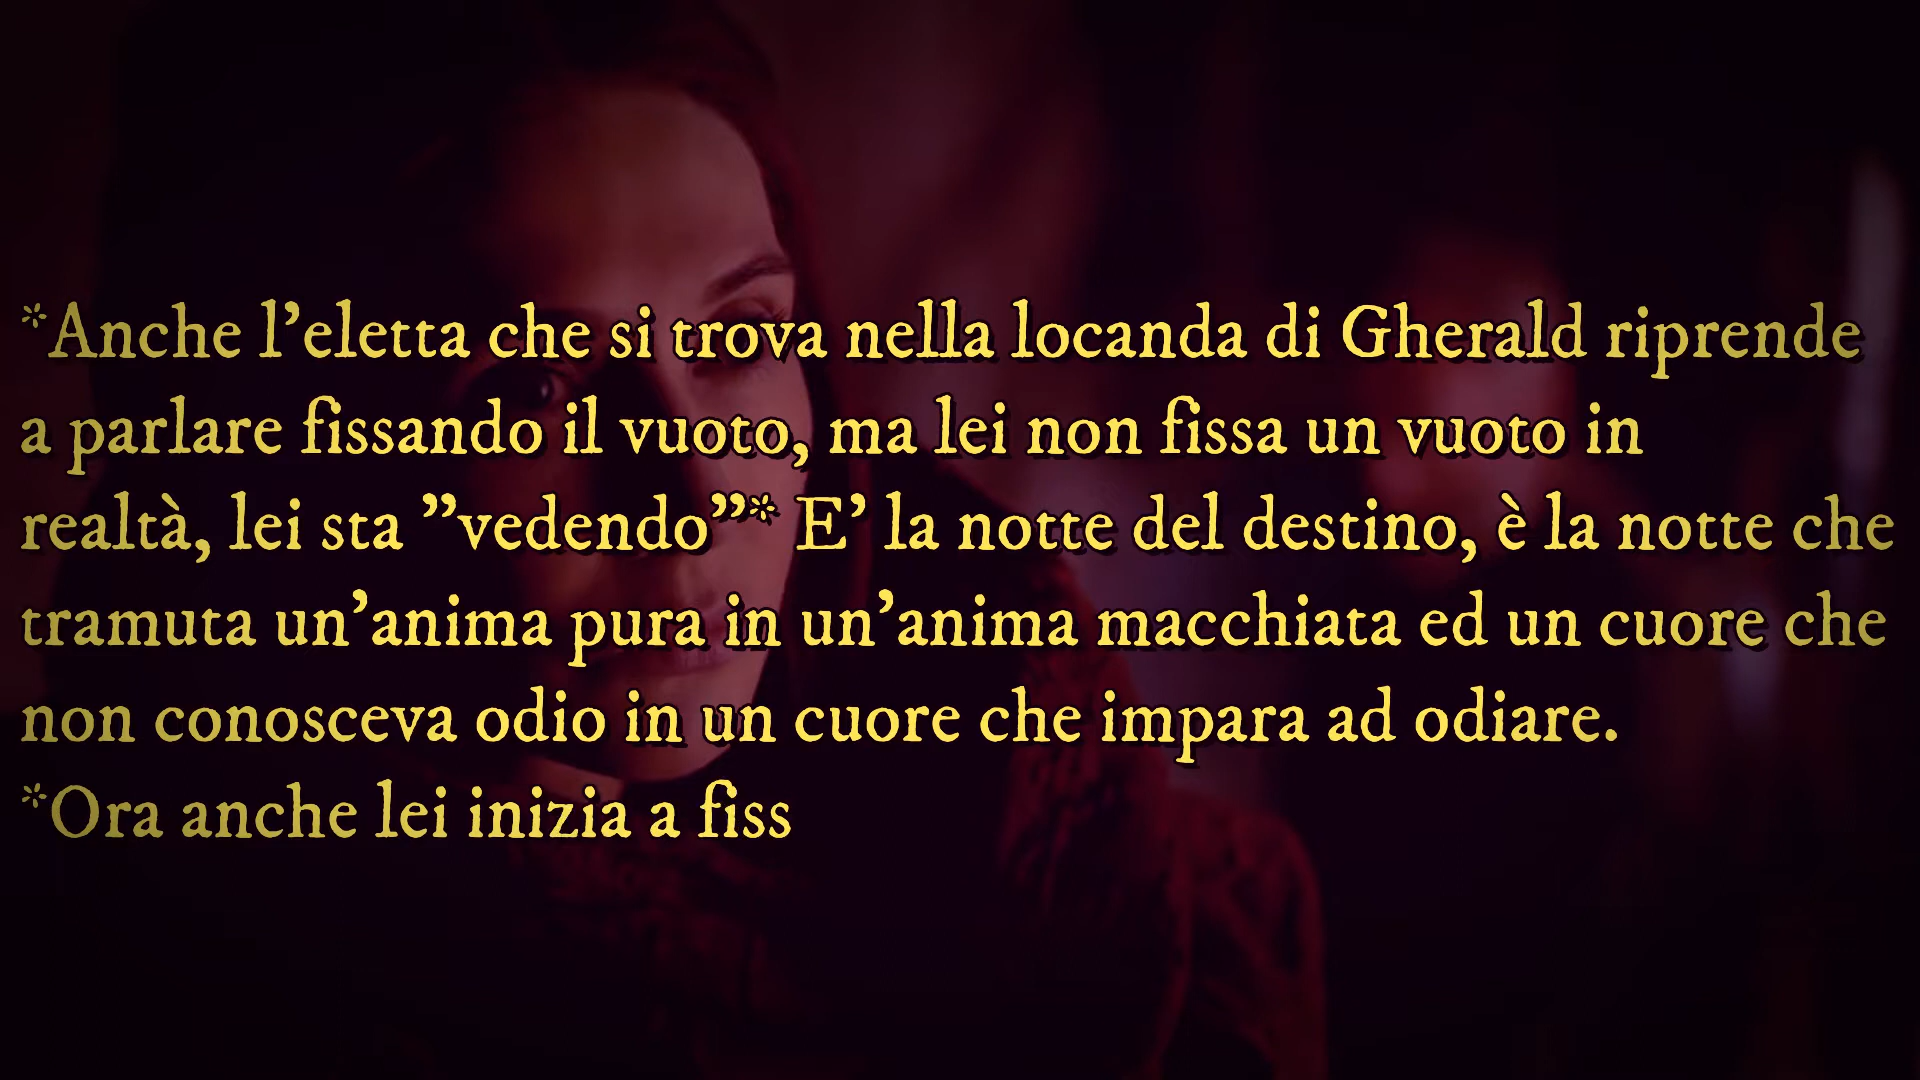 *Anche l’eletta che si trova nella locanda di Gherald riprende
a parlare fissando il vuoto, ma lei non fissa un vuoto in
realtà, lei sta ”vedendo”* E’ la notte del destino, è la notte che
tramuta un’anima pura in un’anima macchiata ed un cuore che
non conosceva odio in un cuore che impara ad odiare.
*Ora anche lei inizia a fiss